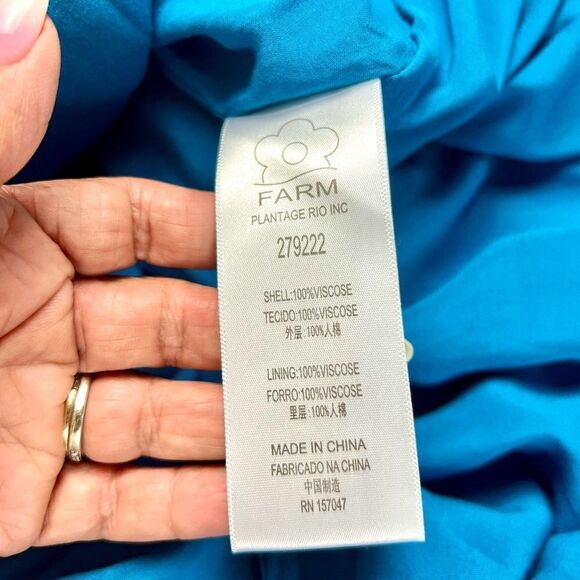 FARM
PLANTAGE RIO INC
279222
SHELL:100%VISCOSE
TECIDO:100%VISCOSE
外层:100%人棉
LINING:100%VISCOSE
FORRO:100%VISCOSE
里层:100%人棉
MADE IN CHINA
FABRICADO NA CHINA
中国制造
RN 157047